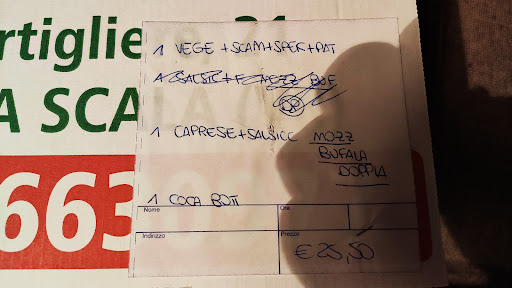 rtiglie
A SCA
663
1 VEGE + SCAM + SPEK + PAT
1 CAPRESE + SALSICC MOZZ
BUFALA
DOPPIA
1 COCA BOTT
Nome Ora
Indirizzo Prezzo
€ 25,50